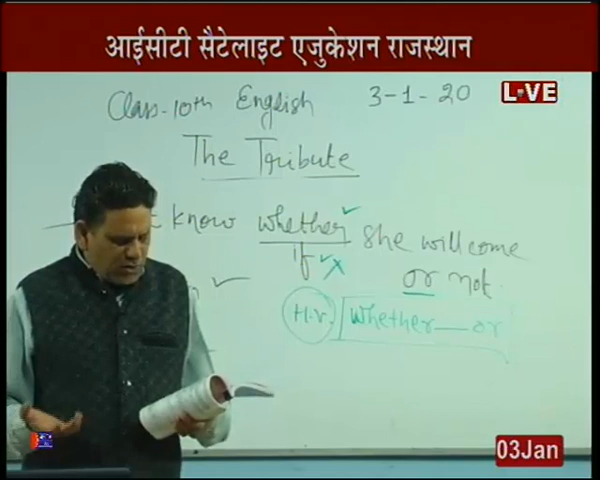 आईसीटी सैटेलाइट एजुकेशन राजस्थान
LIVE
Class-10th English 3-1-20
The Tribute
know whether ✓ she will come
if ✓ X
or not.
H.V. Whether — or
03Jan